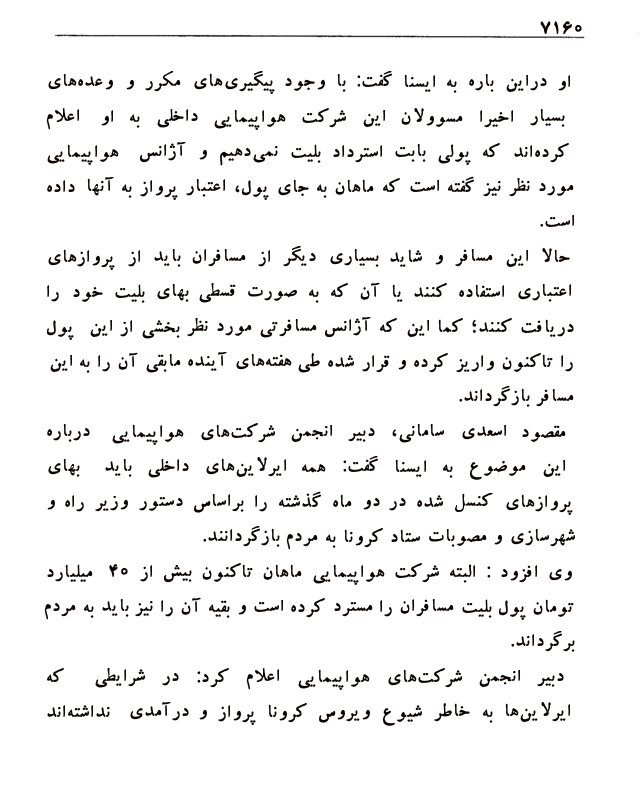 ۷۱۶۰
او دراین باره به ایسنا گفت: با وجود پیگیری‌های مکرر و وعده‌های
بسیار اخیرا مسوولان این شرکت هواپیمایی داخلی به او اعلام
کرده‌اند که پولی بابت استرداد بلیت نمی‌دهیم و آژانس هواپیمایی
مورد نظر نیز گفته است که ماهان به جای پول، اعتبار پرواز به آنها داده
است.
حالا این مسافر و شاید بسیاری دیگر از مسافران باید از پروازهای
اعتباری استفاده کنند یا آن که به صورت قسطی بهای بلیت خود را
دریافت کنند؛ کما این که آژانس مسافرتی مورد نظر بخشی از این پول
را تاکنون واریز کرده و قرار شده طی هفته‌های آینده مابقی آن را به این
مسافر بازگرداند.
مقصود اسعدی سامانی، دبیر انجمن شرکت‌های هواپیمایی درباره
این موضوع به ایسنا گفت: همه ایرلاین‌های داخلی باید بهای
پروازهای کنسل شده در دو ماه گذشته را براساس دستور وزیر راه و
شهرسازی و مصوبات ستاد کرونا به مردم بازگردانند.
وی افزود : البته شرکت هواپیمایی ماهان تاکنون بیش از ۴۰ میلیارد
تومان پول بلیت مسافران را مسترد کرده است و بقیه آن را نیز باید به مردم
برگرداند.
دبیر انجمن شرکت‌های هواپیمایی اعلام کرد: در شرایطی که
ایرلاین‌ها به خاطر شیوع ویروس کرونا پرواز و درآمدی نداشته‌اند